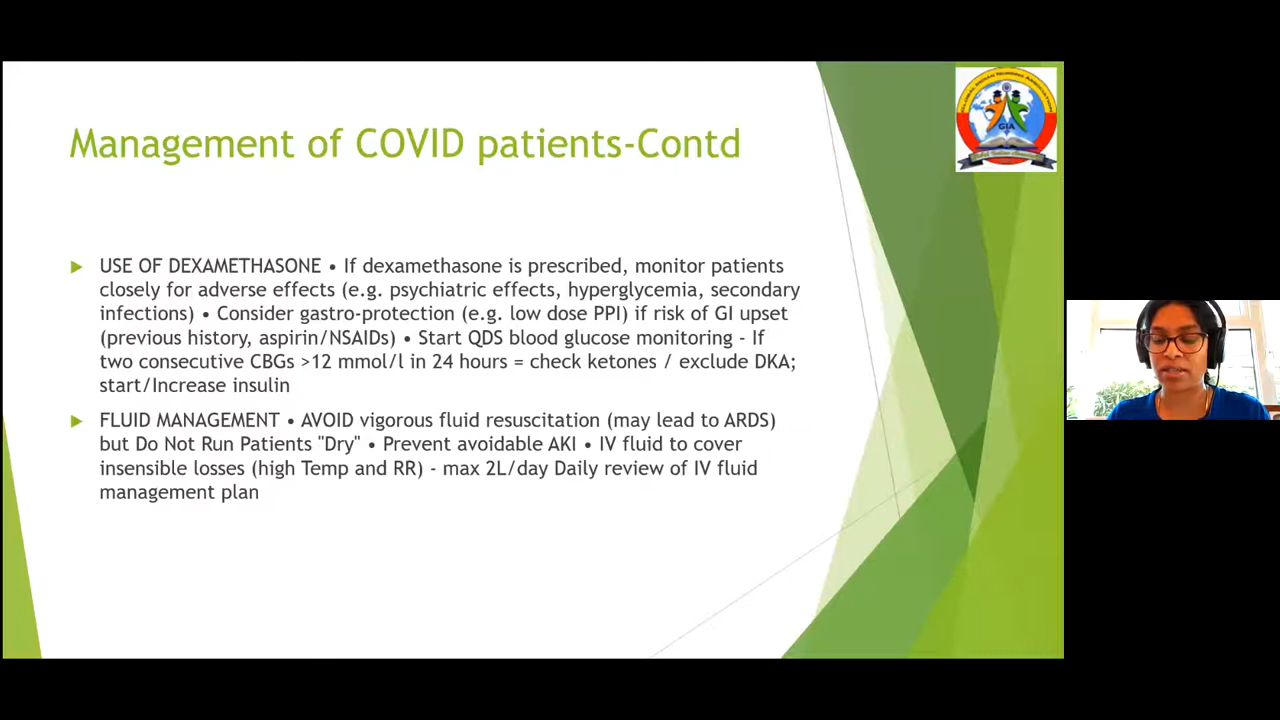 Management of COVID patients-Contd
GLOBAL INDIAN NURSING ASSOCIATION
GIA
USE OF DEXAMETHASONE • If dexamethasone is prescribed, monitor patients
closely for adverse effects (e.g. psychiatric effects, hyperglycemia, secondary
infections) • Consider gastro-protection (e.g. low dose PPI) if risk of GI upset
(previous history, aspirin/NSAIDs) • Start QDS blood glucose monitoring - If
two consecutive CBGs >12 mmol/l in 24 hours = check ketones / exclude DKA;
start/Increase insulin
FLUID MANAGEMENT • AVOID vigorous fluid resuscitation (may lead to ARDS)
but Do Not Run Patients "Dry" • Prevent avoidable AKI • IV fluid to cover
insensible losses (high Temp and RR) - max 2L/day Daily review of IV fluid
management plan